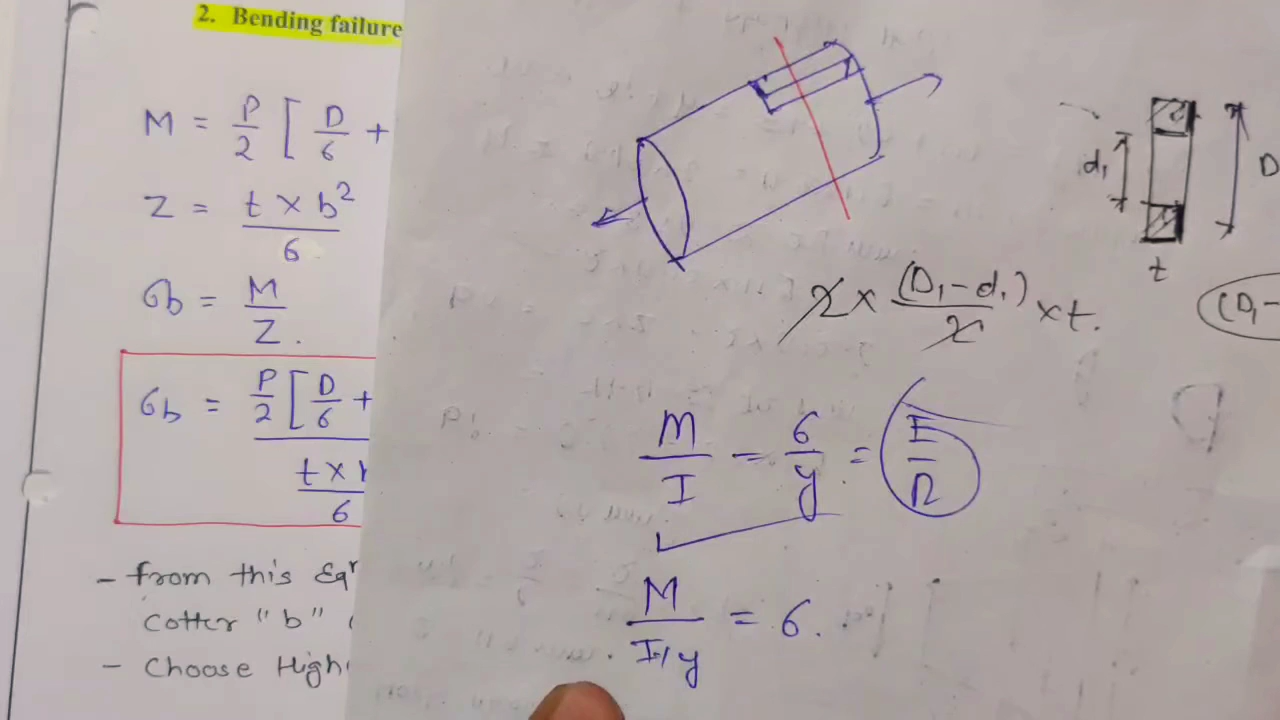 2. Bending failure
M = P/2 [ D/6 +
Z = t × b²/6
σb = M/Z.
σb = P/2 [ D/6 +
t ×
6
- From this Eqⁿ
cotter "b"
- Choose High
d₁
D
t
2 × (D₁ - d₁)/2 × t.
(D₁ -
M/I = σ/y = E/R
M/I/y = σ.